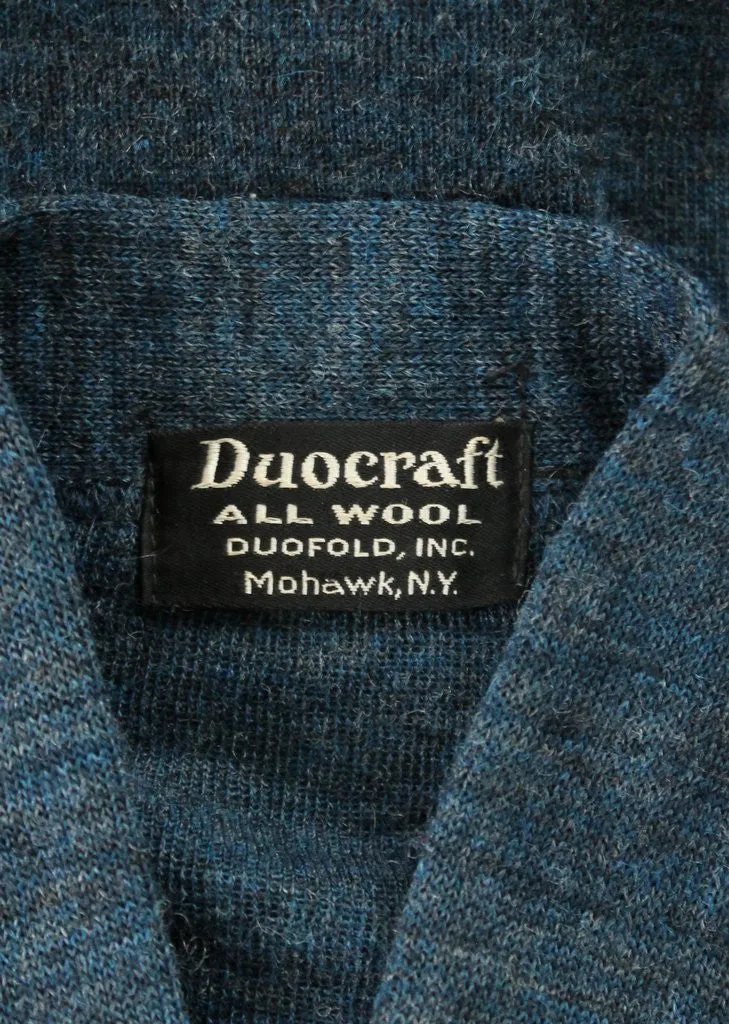 Duocraft
ALL WOOL
DUOFOLD, INC.
Mohawk, N.Y.